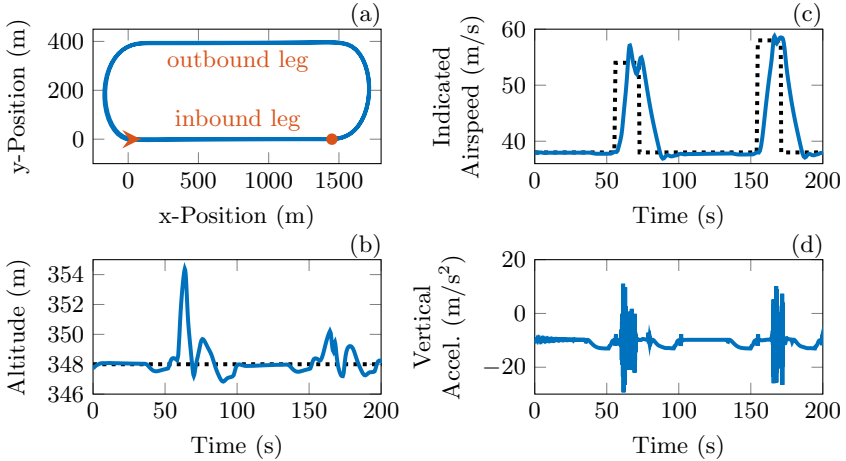 (a)
y-Position (m)
400
200
0
outbound leg
inbound leg
0 500 1000 1500
x-Position (m)
(c)
Indicated
Airspeed (m/s)
60
40
0 50 100 150 200
Time (s)
(b)
Altitude (m)
354
352
350
348
346
0 50 100 150 200
Time (s)
(d)
Vertical
Accel. (m/s²)
20
0
−20
0 50 100 150 200
Time (s)